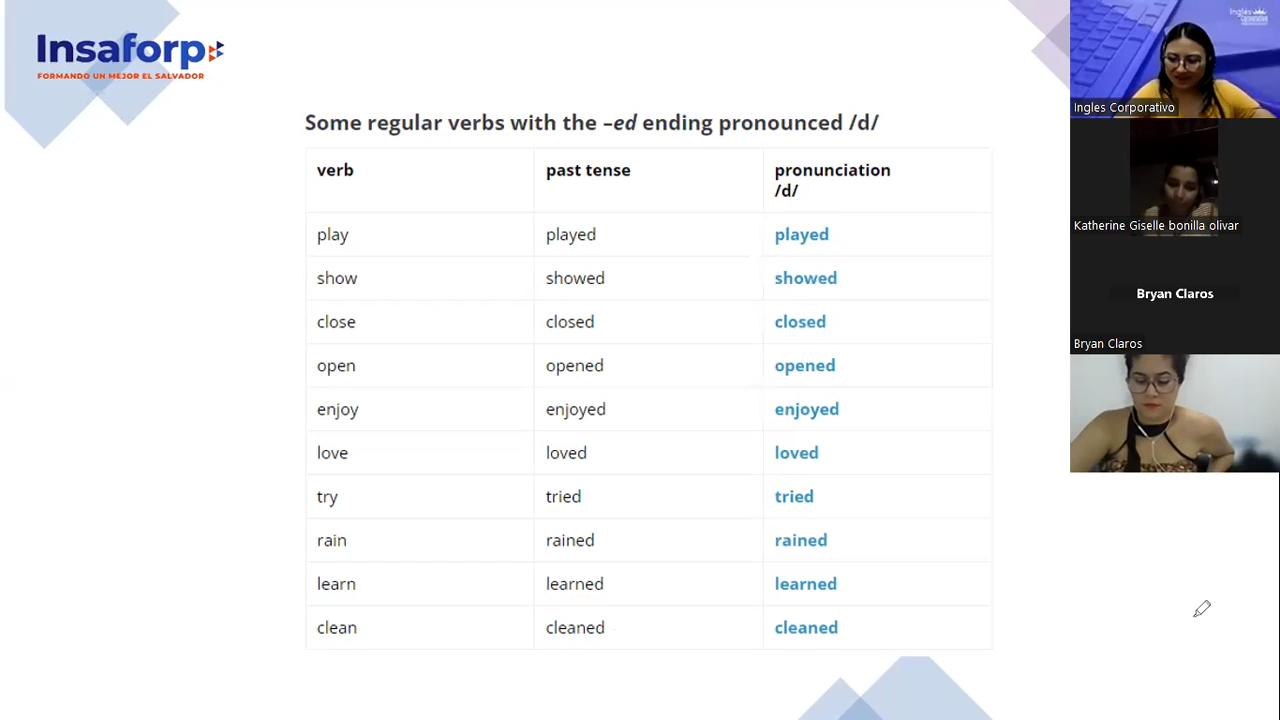 Insaforp
FORMANDO UN MEJOR EL SALVADOR
Some regular verbs with the –ed ending pronounced /d/
verb past tense pronunciation
/d/
play played played
show showed showed
close closed closed
open opened opened
enjoy enjoyed enjoyed
love loved loved
try tried tried
rain rained rained
learn learned learned
clean cleaned cleaned
Inglés
Corporativo
Ingles Corporativo
Katherine Giselle bonilla olivar
Bryan Claros
Bryan Claros